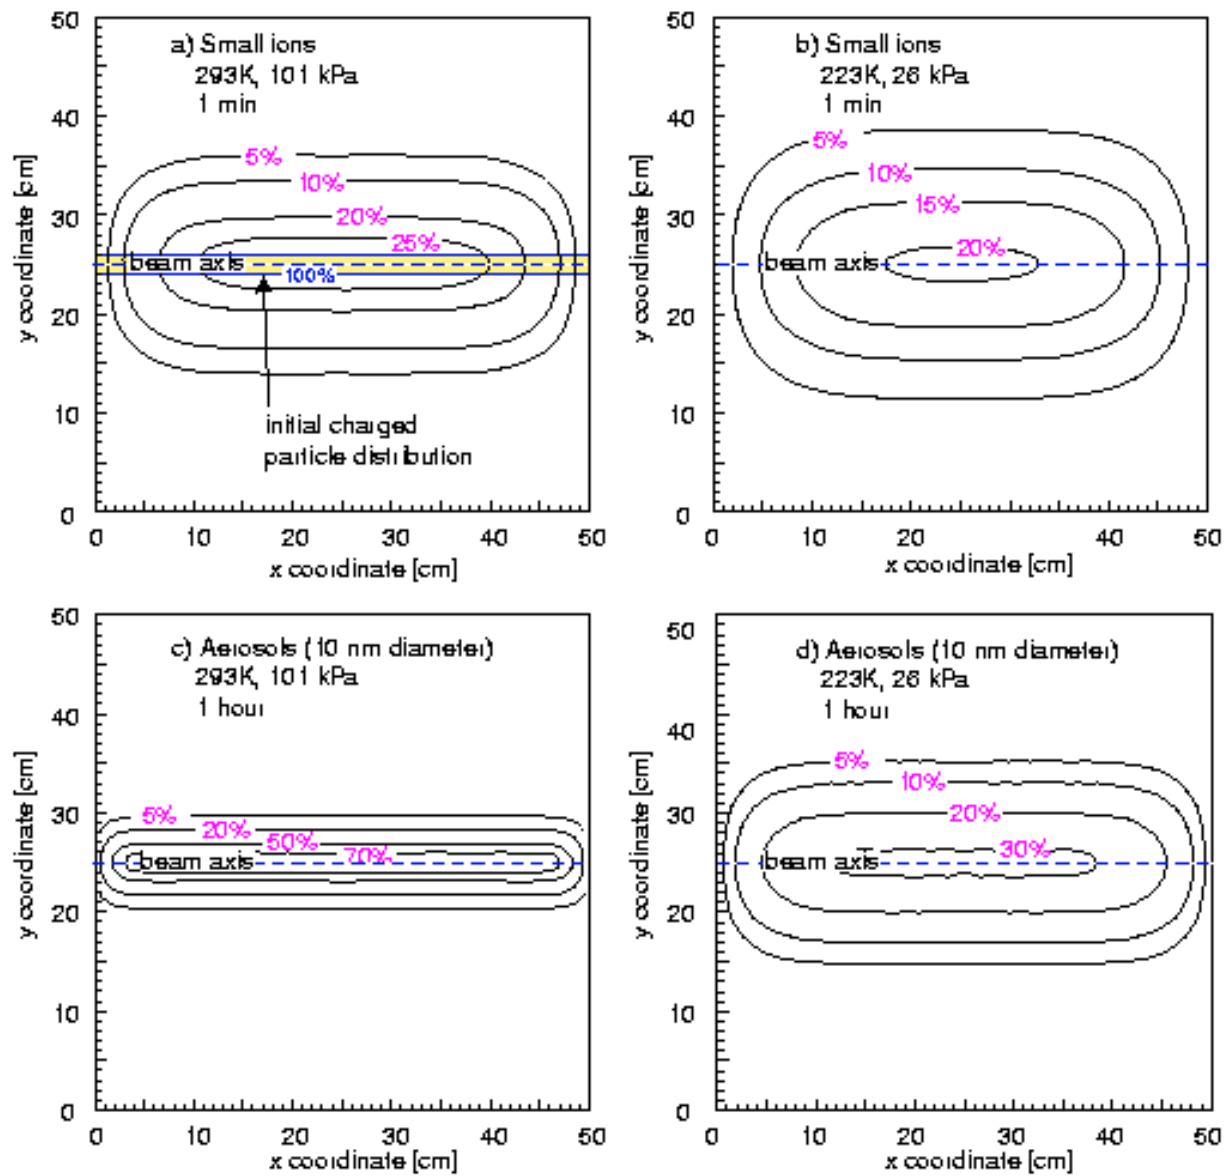 a) Small ions
293K, 101 kPa
1 min
5%
10%
20%
25%
beam axis
100%
initial charged
particle distribution
50
40
30
20
10
0
y coordinate [cm]
0 10 20 30 40 50
x coordinate [cm]
b) Small ions
223K, 26 kPa
1 min
5%
10%
15%
20%
beam axis
50
40
30
20
10
0
y coordinate [cm]
0 10 20 30 40 50
x coordinate [cm]
c) Aerosols (10 nm diameter)
293K, 101 kPa
1 hour
5%
20%
50%
70%
beam axis
50
40
30
20
10
0
y coordinate [cm]
0 10 20 30 40 50
x coordinate [cm]
d) Aerosols (10 nm diameter)
223K, 26 kPa
1 hour
5%
10%
20%
30%
beam axis
50
40
30
20
10
0
y coordinate [cm]
0 10 20 30 40 50
x coordinate [cm]